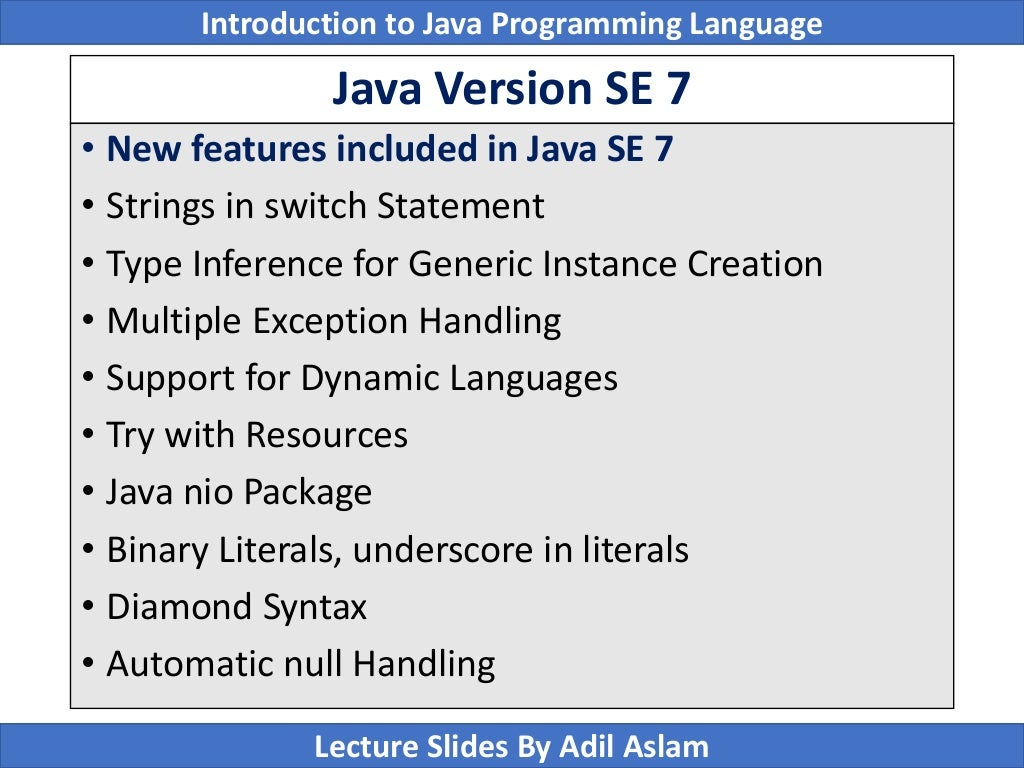 Introduction to Java Programming Language
Java Version SE 7
• New features included in Java SE 7
• Strings in switch Statement
• Type Inference for Generic Instance Creation
• Multiple Exception Handling
• Support for Dynamic Languages
• Try with Resources
• Java nio Package
• Binary Literals, underscore in literals
• Diamond Syntax
• Automatic null Handling
Lecture Slides By Adil Aslam